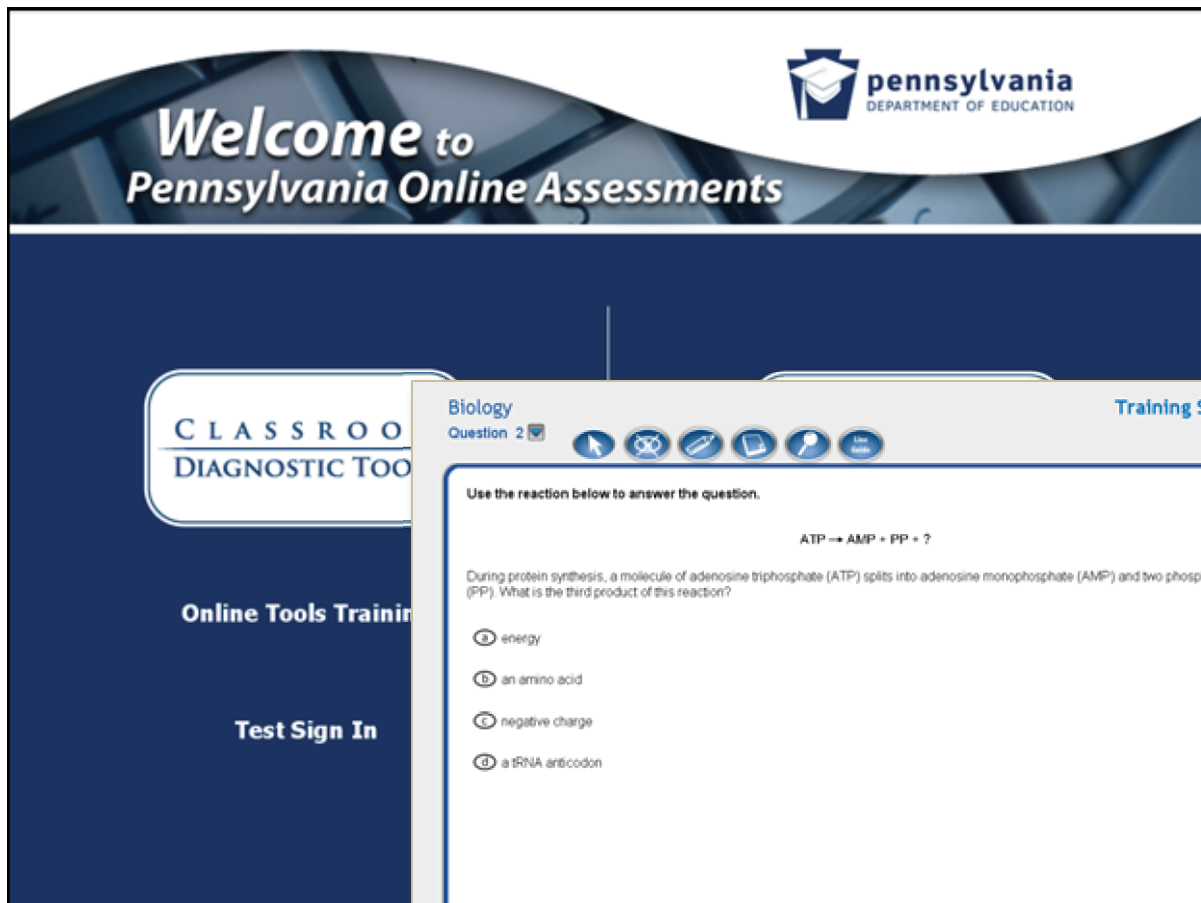 pennsylvania
DEPARTMENT OF EDUCATION
Welcome to
Pennsylvania Online Assessments
CLASSROO
DIAGNOSTIC TOO
Online Tools Trainin
Test Sign In
Biology
Training S
Question 2
Line
Guide
Use the reaction below to answer the question.
ATP → AMP + PP + ?
During protein synthesis, a molecule of adenosine triphosphate (ATP) splits into adenosine monophosphate (AMP) and two phosp
(PP). What is the third product of this reaction?
a energy
b an amino acid
c negative charge
d a tRNA anticodon